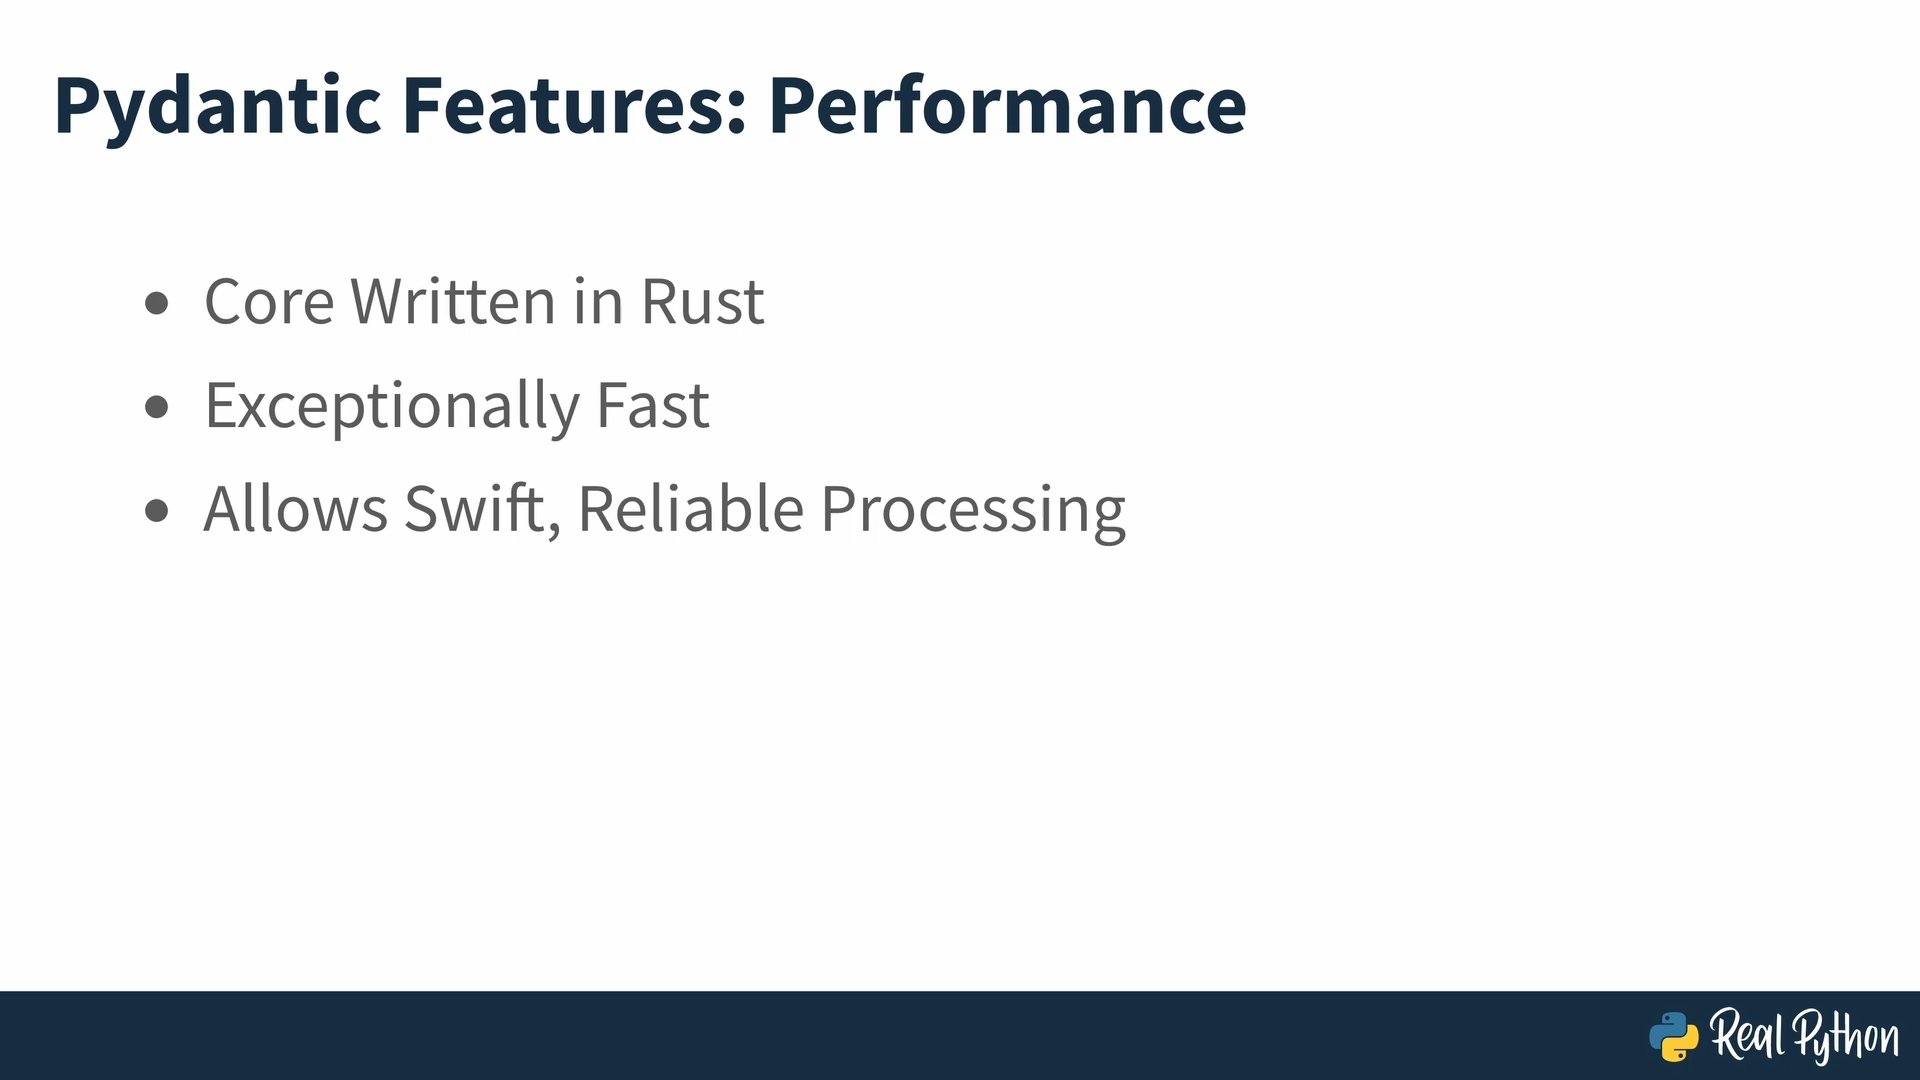 Pydantic Features: Performance
• Core Written in Rust
• Exceptionally Fast
• Allows Swift, Reliable Processing
Real Python